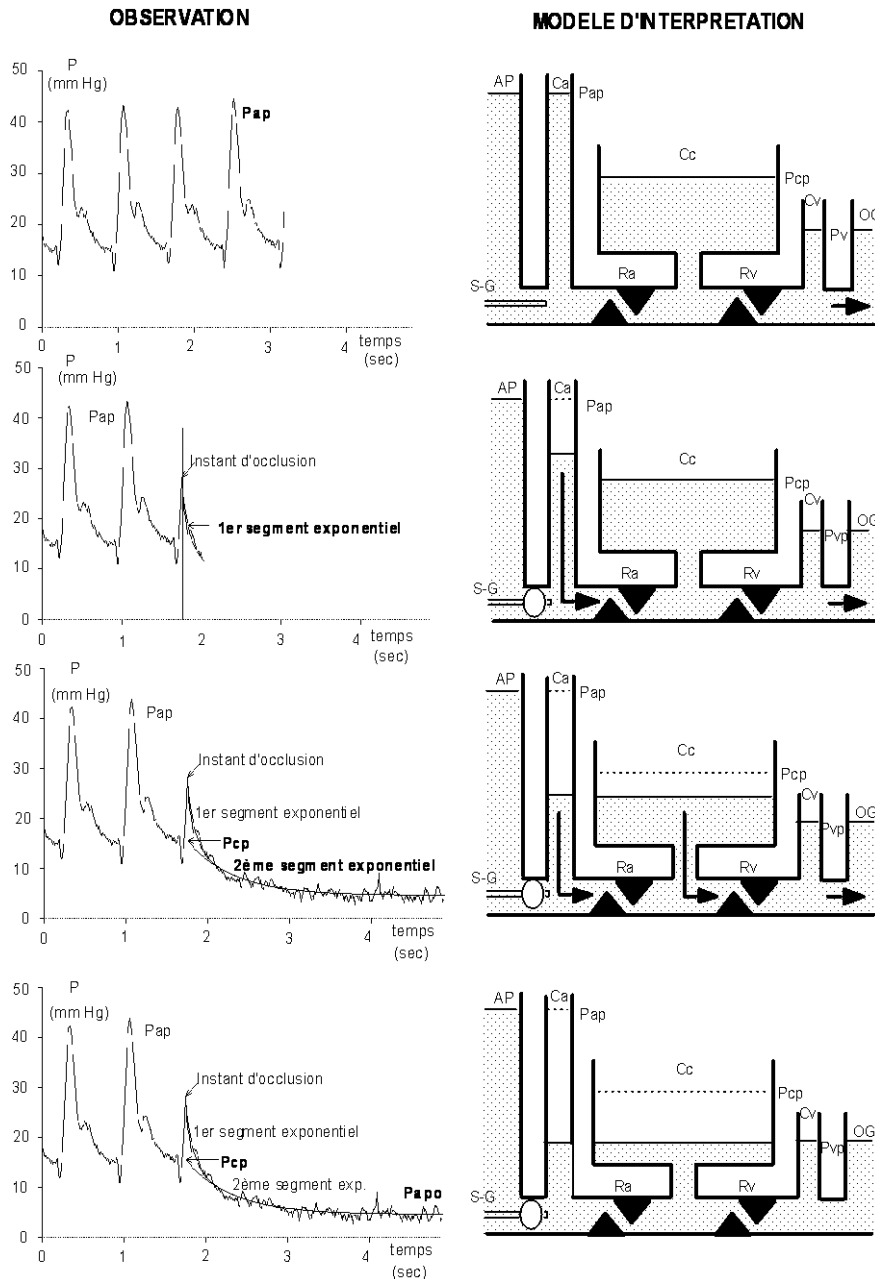 OBSERVATION
MODELE D'INTERPRETATION
P
(mm Hg)
50
40
30
20
10
0
Pap
0 1 2 3 4
temps
(sec)
AP Ca Pap
Cc
Pcp
Cv
OG
Pv
S-G
Ra Rv
P
(mm Hg)
50
40
30
20
10
0
Pap
Instant d'occlusion
1er segment exponentiel
0 1 2 3 4
temps
(sec)
AP Ca Pap
Cc
Pcp
Cv
OG
Pvp
S-G
Ra Rv
P
(mm Hg)
50
40
30
20
10
0
Pap
Instant d'occlusion
1er segment exponentiel
Pcp
2ème segment exponentiel
0 1 2 3 4
temps
(sec)
AP Ca Pap
Cc
Pcp
Cv
OG
Pvp
S-G
Ra Rv
P
(mm Hg)
50
40
30
20
10
0
Pap
Instant d'occlusion
1er segment exponentiel
Pcp
2ème segment exp.
Papo
0 1 2 3 4
temps
(sec)
AP Ca Pap
Cc
Pcp
Cv
OG
Pvp
S-G
Ra Rv